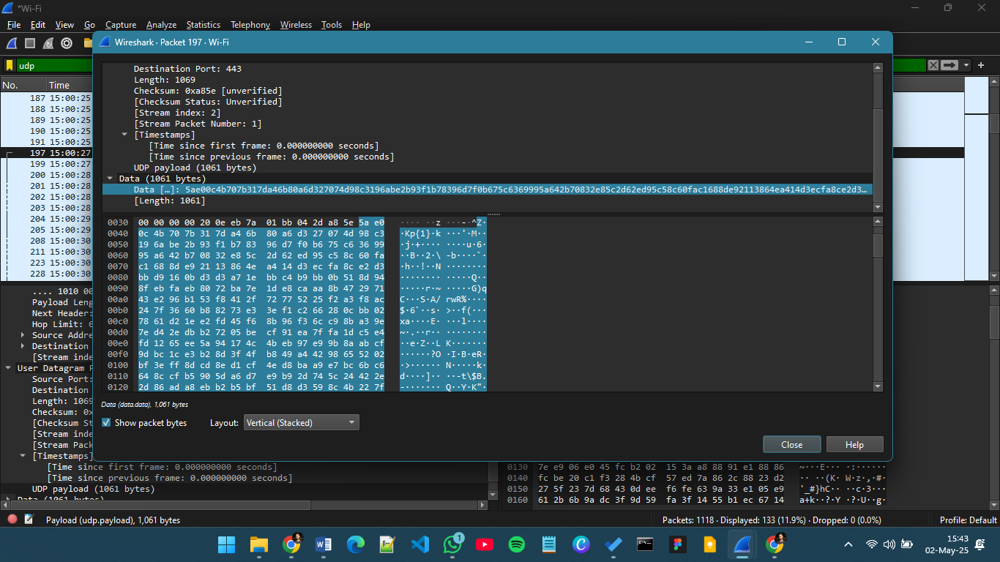 *Wi-Fi
File Edit View Go Capture Analyze Statistics Telephony Wireless Tools Help
Wireshark · Packet 197 · Wi-Fi
udp
No. Time
187 15:00:25
188 15:00:25
189 15:00:25
190 15:00:25
191 15:00:25
197 15:00:27
199 15:00:27
200 15:00:28
201 15:00:28
202 15:00:28
203 15:00:28
204 15:00:29
205 15:00:29
208 15:00:30
211 15:00:30
223 15:00:30
228 15:00:30
Destination Port: 443
Length: 1069
Checksum: 0xa85e [unverified]
[Checksum Status: Unverified]
[Stream index: 2]
[Stream Packet Number: 1]
[Timestamps]
[Time since first frame: 0.000000000 seconds]
[Time since previous frame: 0.000000000 seconds]
UDP payload (1061 bytes)
Data (1061 bytes)
Data […]: 5ae00c4b707b317da46b80a6d327074d98c3196abe2b93f1b78396d7f0b675c6369995a642b70832e85c2d62ed95c58c60fac1688de92113864ea414d3ecfa8ce2d3…
[Length: 1061]
0030 00 00 00 00 20 0e eb 7a 01 bb 04 2d a8 5e 5a e0 ···· ··z ···-·^Z·
0040 0c 4b 70 7b 31 7d a4 6b 80 a6 d3 27 07 4d 98 c3 ·Kp{1}·k ···'·M··
0050 19 6a be 2b 93 f1 b7 83 96 d7 f0 b6 75 c6 36 99 ·j·+···· ····u·6·
0060 95 a6 42 b7 08 32 e8 5c 2d 62 ed 95 c5 8c 60 fa ··B··2·\ -b····`·
0070 c1 68 8d e9 21 13 86 4e a4 14 d3 ec fa 8c e2 d3 ·h··!··N ········
0080 bb d9 16 0b d3 d3 a7 1e bb c4 b9 bb 0b 51 8d 94 ········ ·····Q··
0090 8f eb fa eb 80 72 ba 7e 1d e8 ca aa 8b 47 29 71 ·····r·~ ·····G)q
00a0 43 e2 96 b1 53 f8 41 2f 72 77 52 25 f2 a3 f8 ac C···S·A/ rwR%····
00b0 24 7f 36 60 b8 82 73 e3 3e f1 c2 66 28 0c bb 02 $·6`··s· >··f(···
00c0 78 61 d2 1e e2 fd 45 f6 8b 96 f3 6c c9 8b a3 9e xa····E· ···l····
00d0 7e d4 2e db b2 72 05 be cf 91 ea 7f fa 1d c5 e4 ~·.··r·· ········
00e0 fd 12 65 ee 5a 94 17 4c 4b eb 97 e9 9b 8a ab cf ··e·Z··L K·······
00f0 9d bc 1c e3 b2 8d 3f 4f b8 49 a4 42 98 65 52 02 ······?O ·I·B·eR·
0100 bf 3e ff 8d cd 8e d1 cf 4e d8 ba a9 e7 bc 6b c6 ·>······ N·····k·
0110 64 8c cf b5 90 5d a6 d7 e9 b9 2d 74 5c 24 42 2e d····]·· ··-t\$B.
0120 2d 86 ad a8 eb b2 b5 bf 51 d8 d3 59 8c 4b 22 7f -······· Q··Y·K"·
Data (data.data), 1,061 bytes
Show packet bytes Layout: Vertical (Stacked)
Close Help
.... 1010 00
Payload Leng
Next Header:
Hop Limit: 6
Source Addre
Destination
[Stream inde
User Datagram P
Source Port:
Destination
Length: 1069
Checksum: 0x
[Checksum St
[Stream inde
[Stream Pack
[Timestamps]
[Time since first frame: 0.000000000 seconds]
[Time since previous frame: 0.000000000 seconds]
UDP payload (1061 bytes)
Data (1061 bytes)
0130 7e e9 06 e0 45 fc b2 02 15 3a a8 88 91 e1 88 86 ~···E··· ·:······
0140 fc be 20 c1 f3 28 4b cf 57 ed 7a 86 2c 88 23 d2 ·· ··(K· W·z·,·#·
0150 27 5f 23 7d 68 43 0d ee f6 fe 63 9a 33 e1 05 e9 '_#}hC·· ··c·3···
0160 61 2b 6b 9a dc 3f 9d 59 fa 3f 14 55 b1 ec 67 14 a+k··?·Y ·?·U··g·
Payload (udp.payload), 1,061 bytes
Packets: 1118 · Displayed: 133 (11.9%) · Dropped: 0 (0.0%)
Profile: Default
1
15:43
02-May-25